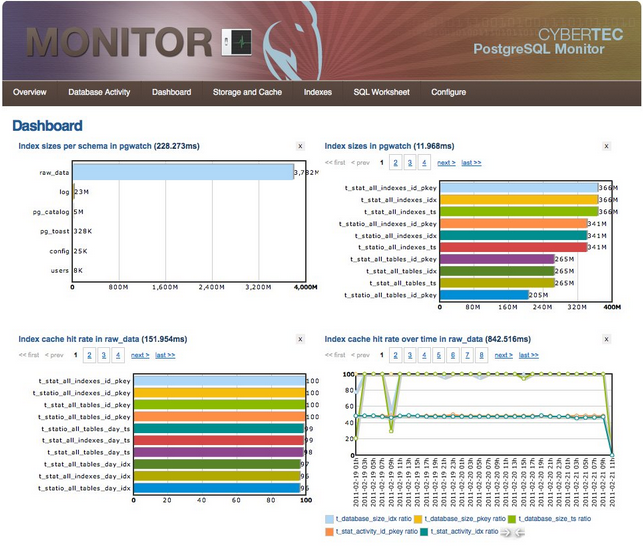 MONITOR
CYBERTEC
PostgreSQL Monitor
Overview Database Activity Dashboard Storage and Cache Indexes SQL Worksheet Configure
Dashboard
Index sizes per schema in pgwatch (228.273ms) x
raw_data 3,782M
log 23M
pg_catalog 5M
pg_toast 328K
config 25K
users 8K
0 800M 1,600M 2,400M 3,200M 4,000M
Index sizes in pgwatch (11.968ms) x
<< first < prev 1 2 3 4 next > last >>
t_stat_all_indexes_id_pkey 366M
t_stat_all_indexes_idx 366M
t_stat_all_indexes_ts 366M
t_statio_all_indexes_id_pkey 341M
t_statio_all_indexes_idx 341M
t_statio_all_indexes_ts 341M
t_stat_all_tables_id_pkey 265M
t_stat_all_tables_idx 265M
t_stat_all_tables_ts 265M
t_statio_all_tables_id_pkey 205M
0 80M 160M 240M 320M 400M
Index cache hit rate in raw_data (151.954ms) x
<< first < prev 1 2 3 4 next > last >>
t_stat_all_indexes_id_pkey 100
t_statio_all_indexes_id_pkey 100
t_stat_all_tables_id_pkey 100
t_statio_all_tables_id_pkey 100
t_stat_all_tables_day_ts 99
t_stat_all_indexes_ts 99
t_stat_all_tables_ts 98
t_stat_all_tables_day_idx 97
t_stat_all_indexes_idx
t_statio_all_tables_day_idx
0 20 40 60 80 100
Index cache hit rate over time in raw_data (842.516ms) x
<< first < prev 1 2 3 4 5 6 7 8 next > last >>
100
80
60
40
20
0
2011-02-19 01h
2011-02-19 03h
2011-02-19 05h
2011-02-19 07h
2011-02-19 09h
2011-02-19 11h
2011-02-19 13h
2011-02-19 15h
2011-02-19 17h
2011-02-19 19h
2011-02-19 21h
2011-02-19 23h
2011-02-20 01h
2011-02-20 03h
2011-02-20 05h
2011-02-20 07h
2011-02-20 09h
2011-02-20 11h
2011-02-20 13h
2011-02-20 15h
2011-02-20 17h
2011-02-20 19h
2011-02-20 21h
2011-02-20 23h
2011-02-21 01h
2011-02-21 03h
2011-02-21 05h
2011-02-21 07h
2011-02-21 09h
2011-02-21 11h
t_database_size_idx ratio t_database_size_pkey ratio t_database_size_ts ratio
t_stat_activity_id_pkey ratio t_stat_activity_idx ratio